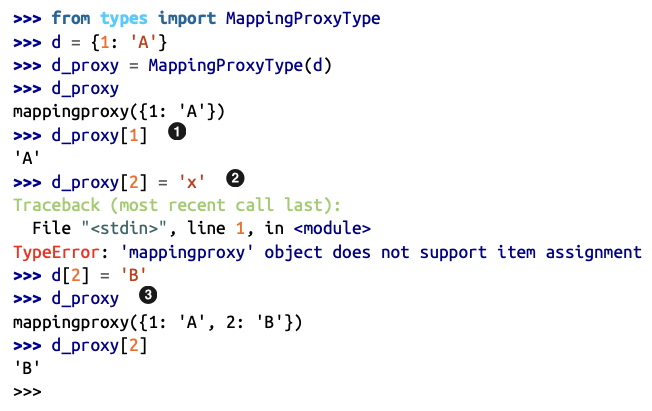 >>> from types import MappingProxyType
>>> d = {1: 'A'}
>>> d_proxy = MappingProxyType(d)
>>> d_proxy
mappingproxy({1: 'A'})
>>> d_proxy[1] ❶
'A'
>>> d_proxy[2] = 'x' ❷
Traceback (most recent call last):
  File "<stdin>", line 1, in <module>
TypeError: 'mappingproxy' object does not support item assignment
>>> d[2] = 'B'
>>> d_proxy ❸
mappingproxy({1: 'A', 2: 'B'})
>>> d_proxy[2]
'B'
>>>